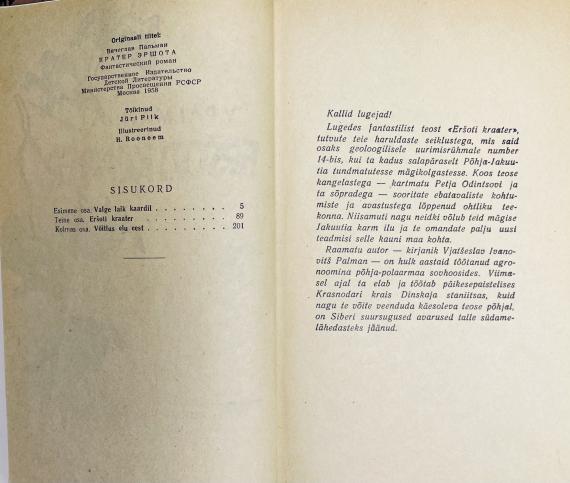 Originaali tiitel:
Вячеслав Пальман
КРАТЕР ЭРШОТА
Фантастический роман
Государственное Издательство
Детской Литературы
Министерства Просвещения РСФСР
Москва 1958
Tõlkinud
Jüri Piik
Illustreerinud
H. Rooneem
SISUKORD
Esimene osa. Valge laik kaardil . . . . . . . . 5
Teine osa. Eršoti kraater . . . . . . . . . 89
Kolmas osa. Võitlus elu eest . . . . . . . . 201
Kallid lugejad!
Lugedes fantastilist teost «Eršoti kraater»,
tutvute teie haruldaste seiklustega, mis said
osaks geoloogilisele uurimisrühmale number
14-bis, kui ta kadus salapäraselt Põhja-Jakuu-
tia tundmatutesse mägikolgastesse. Koos teose
kangelastega — kartmatu Petja Odintsovi ja
ta sõpradega — sooritate ebatavaliste kohtu-
miste ja avastustega lõppenud ohtliku tee-
konna. Niisamuti nagu neidki võlub teid mägise
Jakuutia karm ilu ja te omandate palju uusi
teadmisi selle kauni maa kohta.
Raamatu autor — kirjanik Vjatšeslav Ivano-
vitš Palman — on hulk aastaid töötanud agro-
noomina põhja-polaarmaa sovhoosides. Viima-
sel ajal ta elab ja töötab päikesepaistelises
Krasnodari krais Dinskaja staniitsas, kuid
nagu te võite veenduda käesoleva teose põhjal,
on Siberi suursugused avarused talle südame-
lähedasteks jäänud.